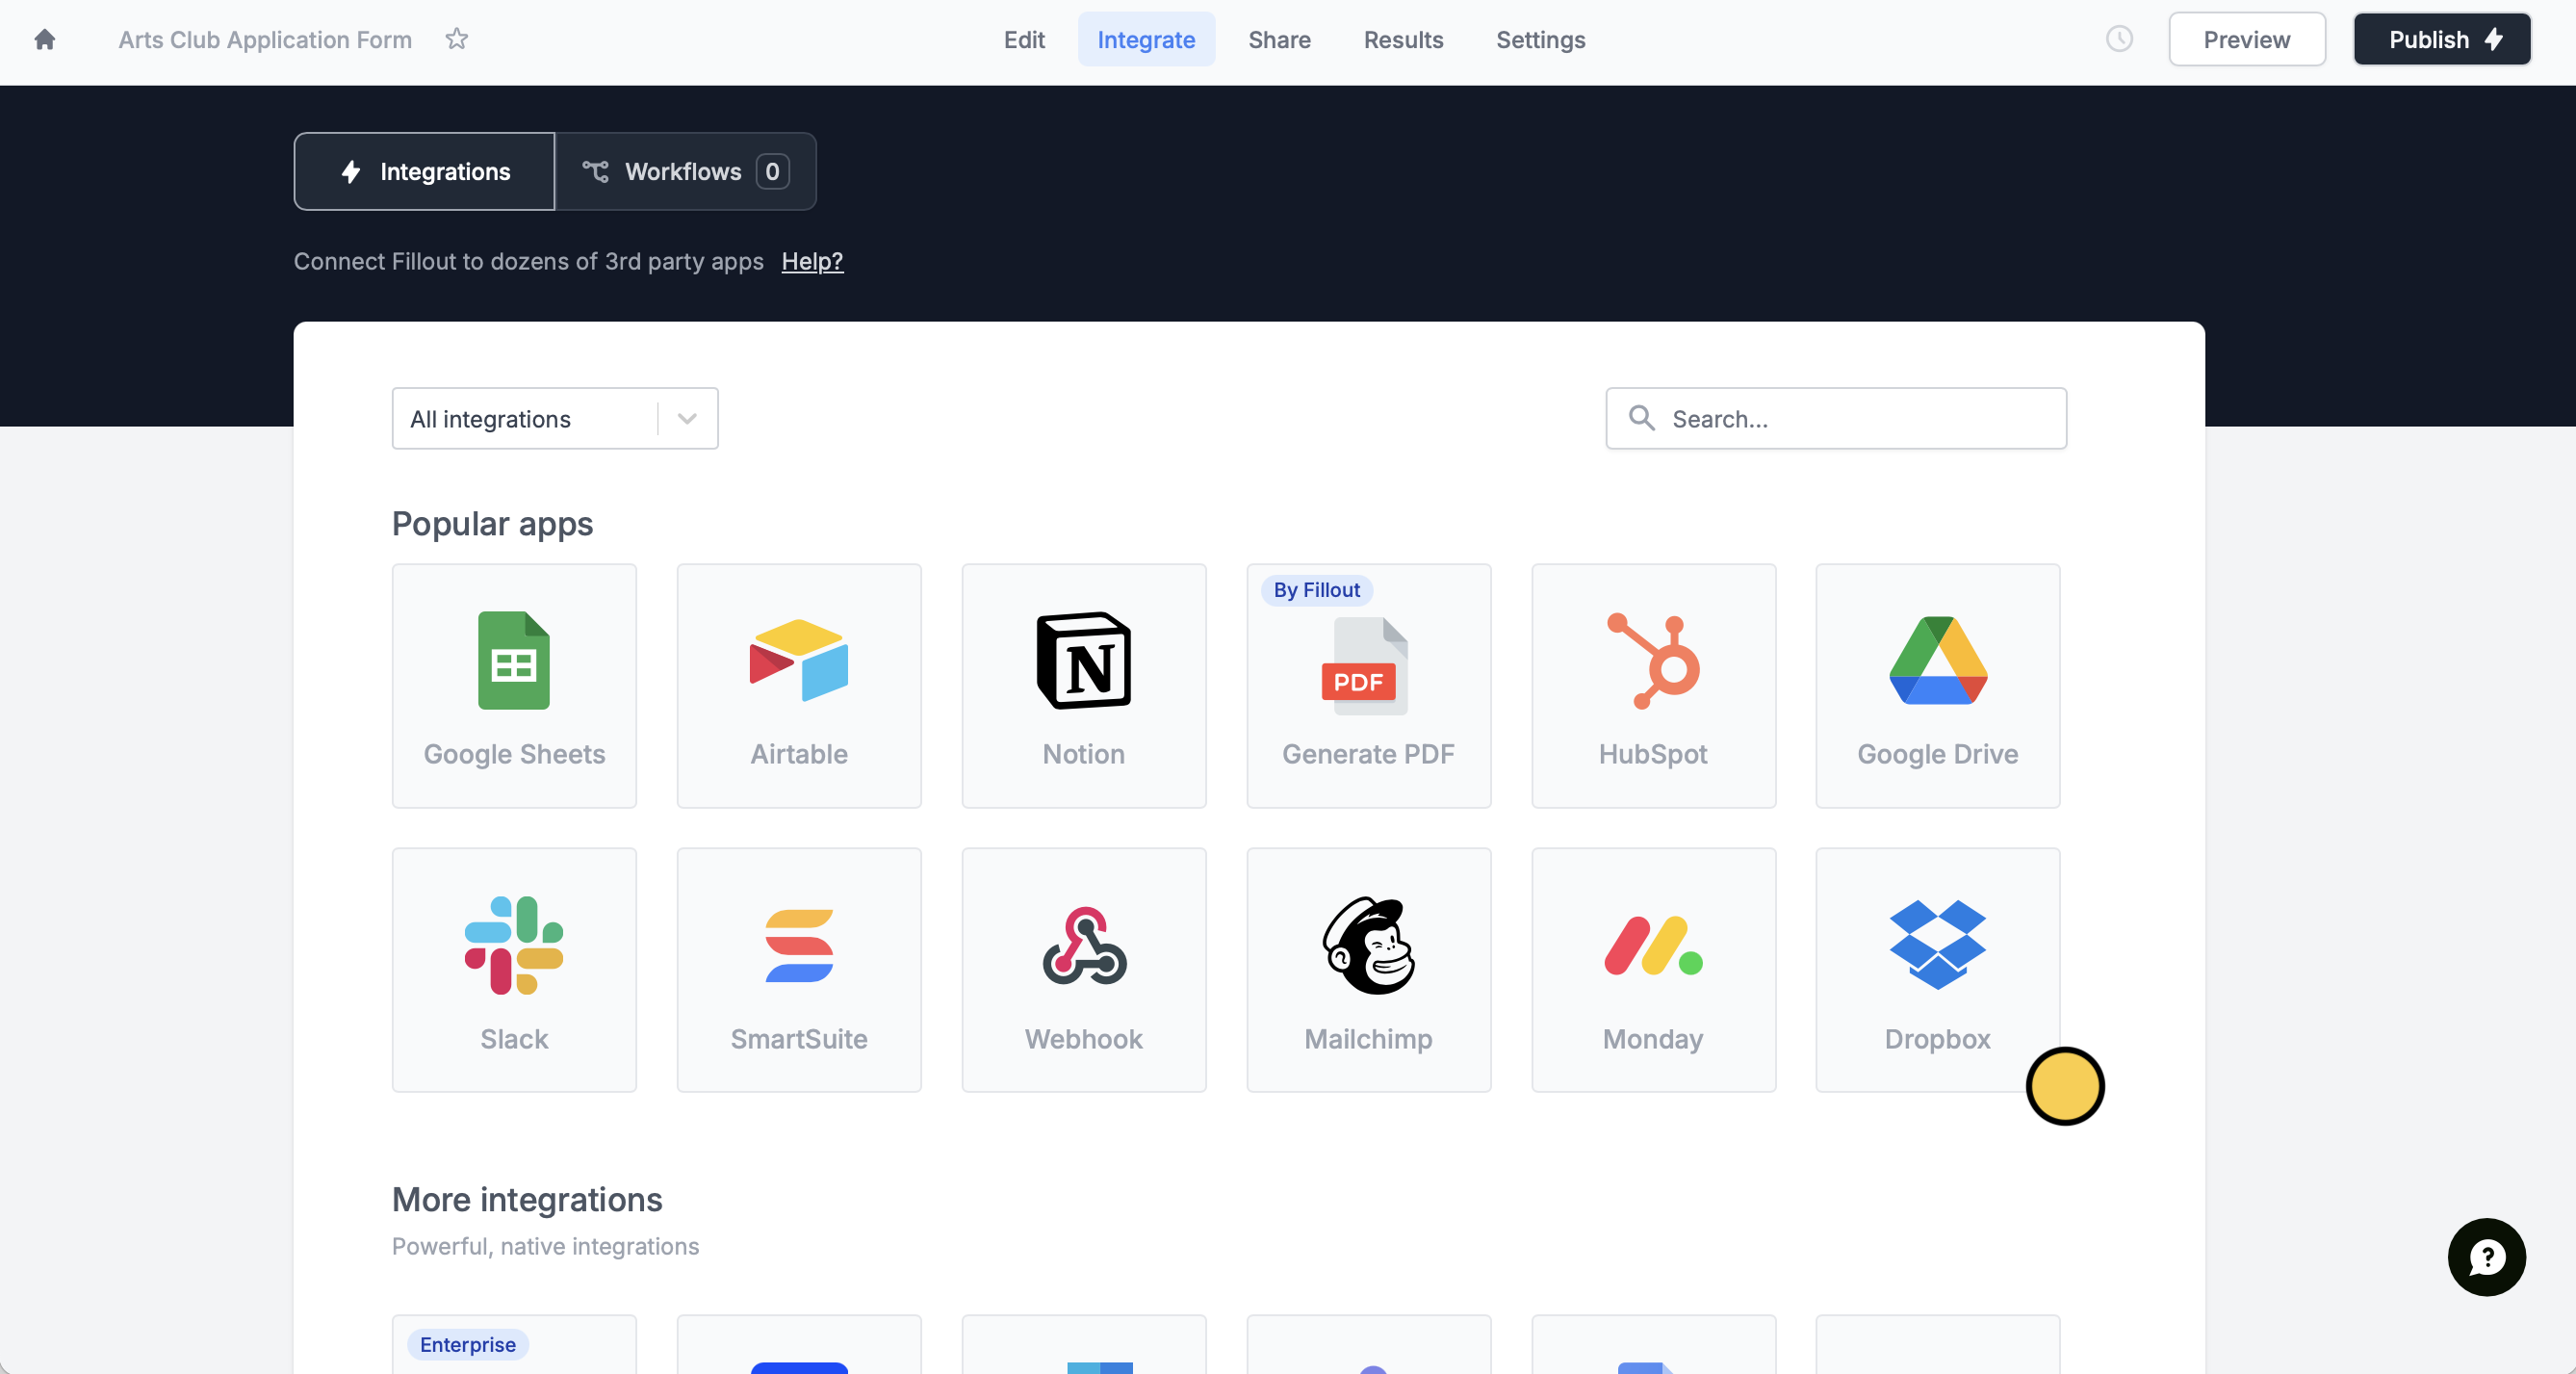 Arts Club Application Form
Edit Integrate Share Results Settings
Preview Publish
Integrations Workflows 0
Connect Fillout to dozens of 3rd party apps Help?
All integrations
Search...
Popular apps
By Fillout
N PDF
Google Sheets Airtable Notion Generate PDF HubSpot Google Drive
Slack SmartSuite Webhook Mailchimp Monday Dropbox
More integrations
Powerful, native integrations
?
Enterprise